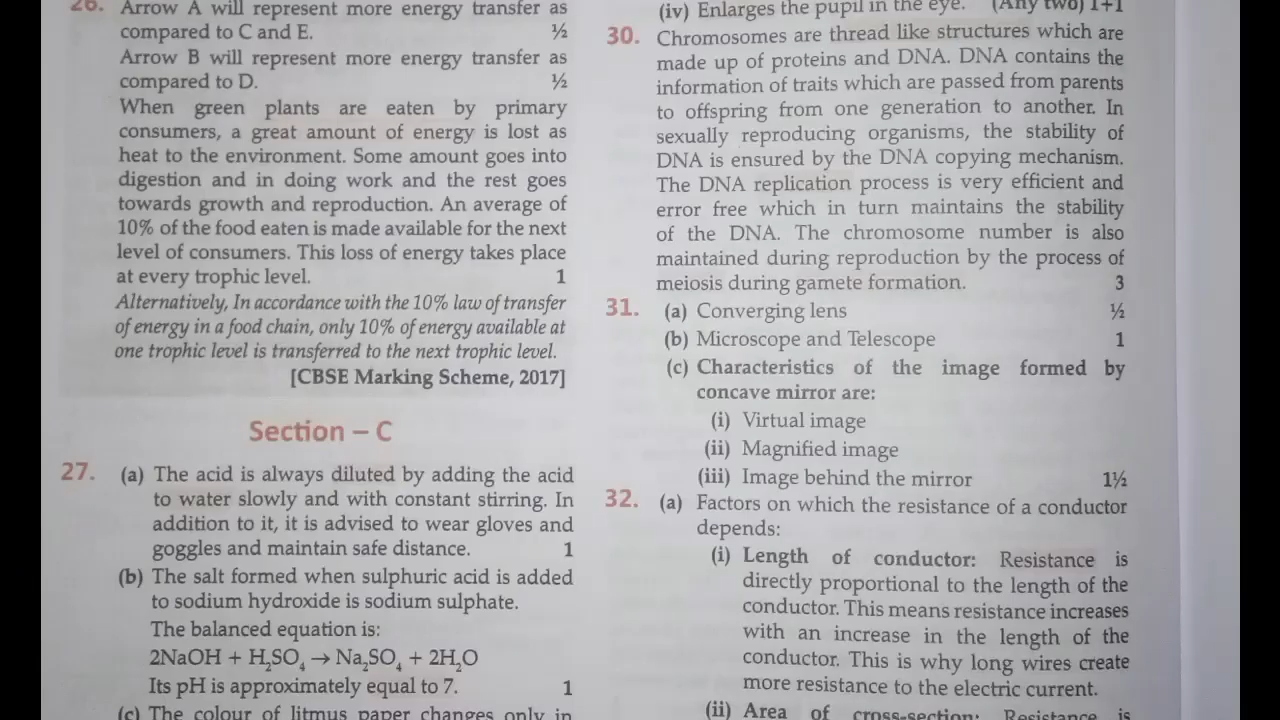 26. Arrow A will represent more energy transfer as
compared to C and E. ½
Arrow B will represent more energy transfer as
compared to D. ½
When green plants are eaten by primary
consumers, a great amount of energy is lost as
heat to the environment. Some amount goes into
digestion and in doing work and the rest goes
towards growth and reproduction. An average of
10% of the food eaten is made available for the next
level of consumers. This loss of energy takes place
at every trophic level. 1
Alternatively, In accordance with the 10% law of transfer
of energy in a food chain, only 10% of energy available at
one trophic level is transferred to the next trophic level.
[CBSE Marking Scheme, 2017]
Section – C
27. (a) The acid is always diluted by adding the acid
to water slowly and with constant stirring. In
addition to it, it is advised to wear gloves and
goggles and maintain safe distance. 1
(b) The salt formed when sulphuric acid is added
to sodium hydroxide is sodium sulphate.
The balanced equation is:
2NaOH + H₂SO₄ → Na₂SO₄ + 2H₂O
Its pH is approximately equal to 7. 1
(c) The colour of litmus paper changes only in
(iv) Enlarges the pupil in the eye. (Any two) 1+1
30. Chromosomes are thread like structures which are
made up of proteins and DNA. DNA contains the
information of traits which are passed from parents
to offspring from one generation to another. In
sexually reproducing organisms, the stability of
DNA is ensured by the DNA copying mechanism.
The DNA replication process is very efficient and
error free which in turn maintains the stability
of the DNA. The chromosome number is also
maintained during reproduction by the process of
meiosis during gamete formation. 3
31. (a) Converging lens ½
(b) Microscope and Telescope 1
(c) Characteristics of the image formed by
concave mirror are:
(i) Virtual image
(ii) Magnified image
(iii) Image behind the mirror 1½
32. (a) Factors on which the resistance of a conductor
depends:
(i) Length of conductor: Resistance is
directly proportional to the length of the
conductor. This means resistance increases
with an increase in the length of the
conductor. This is why long wires create
more resistance to the electric current.
(ii) Area of cross-section: Resistance is